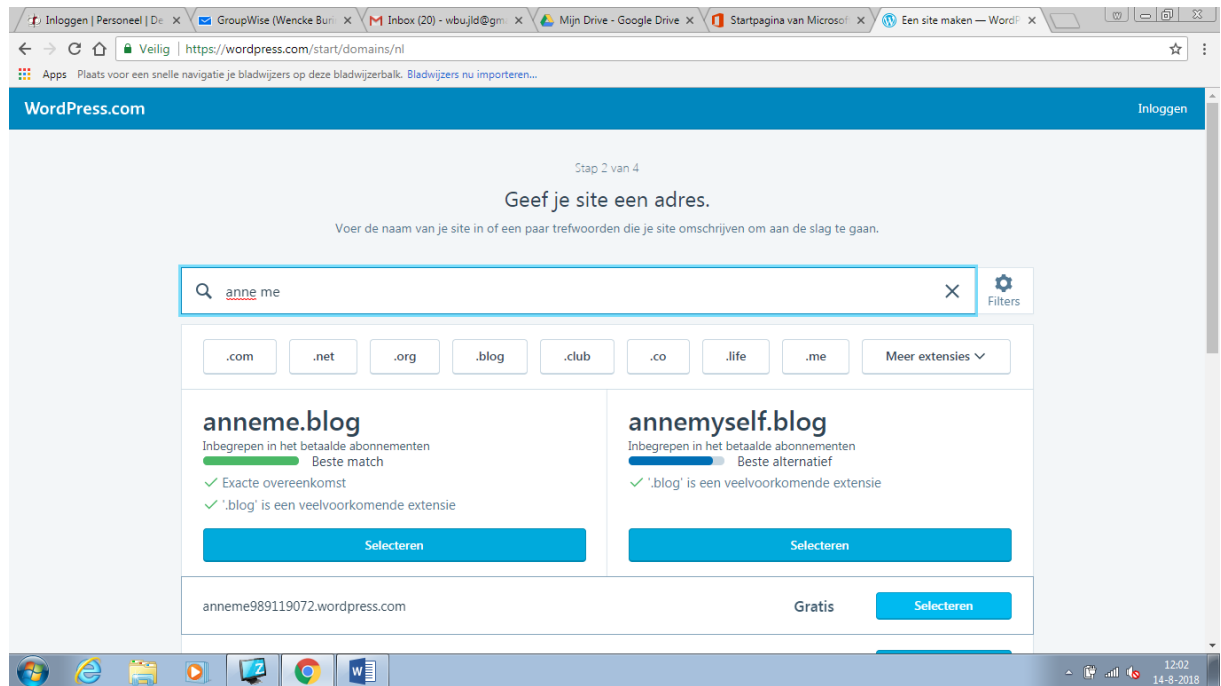 Inloggen | Personeel | De
GroupWise (Wencke Buri
Inbox (20) - wbu.jld@gm
Mijn Drive - Google Drive
Startpagina van Microsof
Een site maken — WordP
Veilig | https://wordpress.com/start/domains/nl
Apps Plaats voor een snelle navigatie je bladwijzers op deze bladwijzerbalk. Bladwijzers nu importeren...
WordPress.com Inloggen
Stap 2 van 4
Geef je site een adres.
Voer de naam van je site in of een paar trefwoorden die je site omschrijven om aan de slag te gaan.
anne me
Filters
.com .net .org .blog .club .co .life .me Meer extensies
anneme.blog
Inbegrepen in het betaalde abonnementen
Beste match
✓ Exacte overeenkomst
✓ '.blog' is een veelvoorkomende extensie
Selecteren
annemyself.blog
Inbegrepen in het betaalde abonnementen
Beste alternatief
✓ '.blog' is een veelvoorkomende extensie
Selecteren
anneme989119072.wordpress.com Gratis Selecteren
12:02
14-8-2018